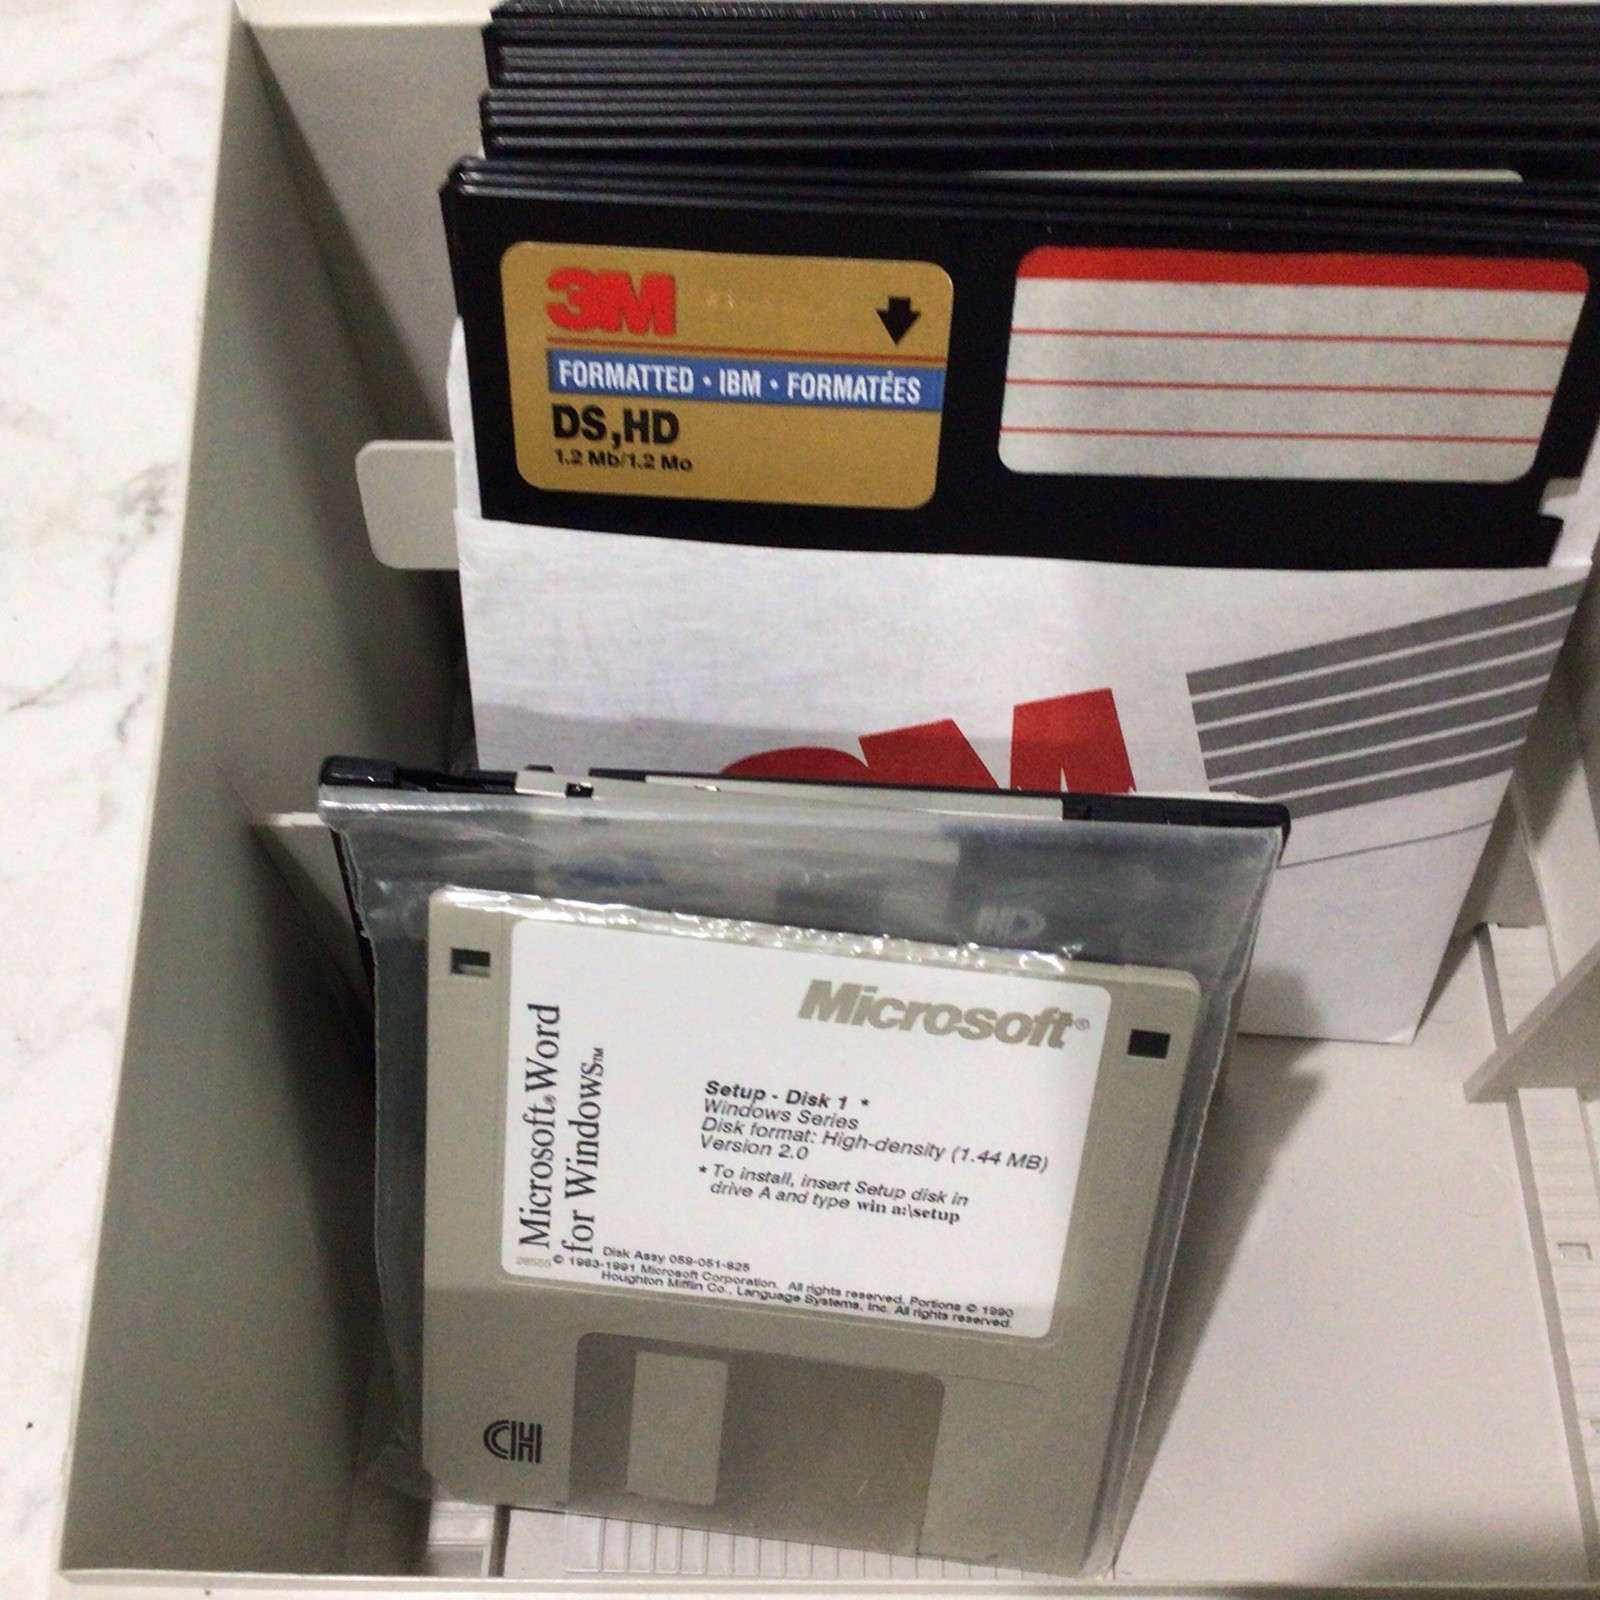 3M
FORMATTED • IBM • FORMATÉES
DS,HD
1.2 Mb/1.2 Mo
3M
HD
Microsoft®
Microsoft® Word
for Windows™
Setup - Disk 1 *
Windows Series
Disk format: High-density (1.44 MB)
Version 2.0
* To install, insert Setup disk in
drive A and type win a:\setup
Disk Assy 059-051-825
28555 © 1983-1991 Microsoft Corporation. All rights reserved. Portions © 1990
Houghton Mifflin Co., Language Systems, Inc. All rights reserved.